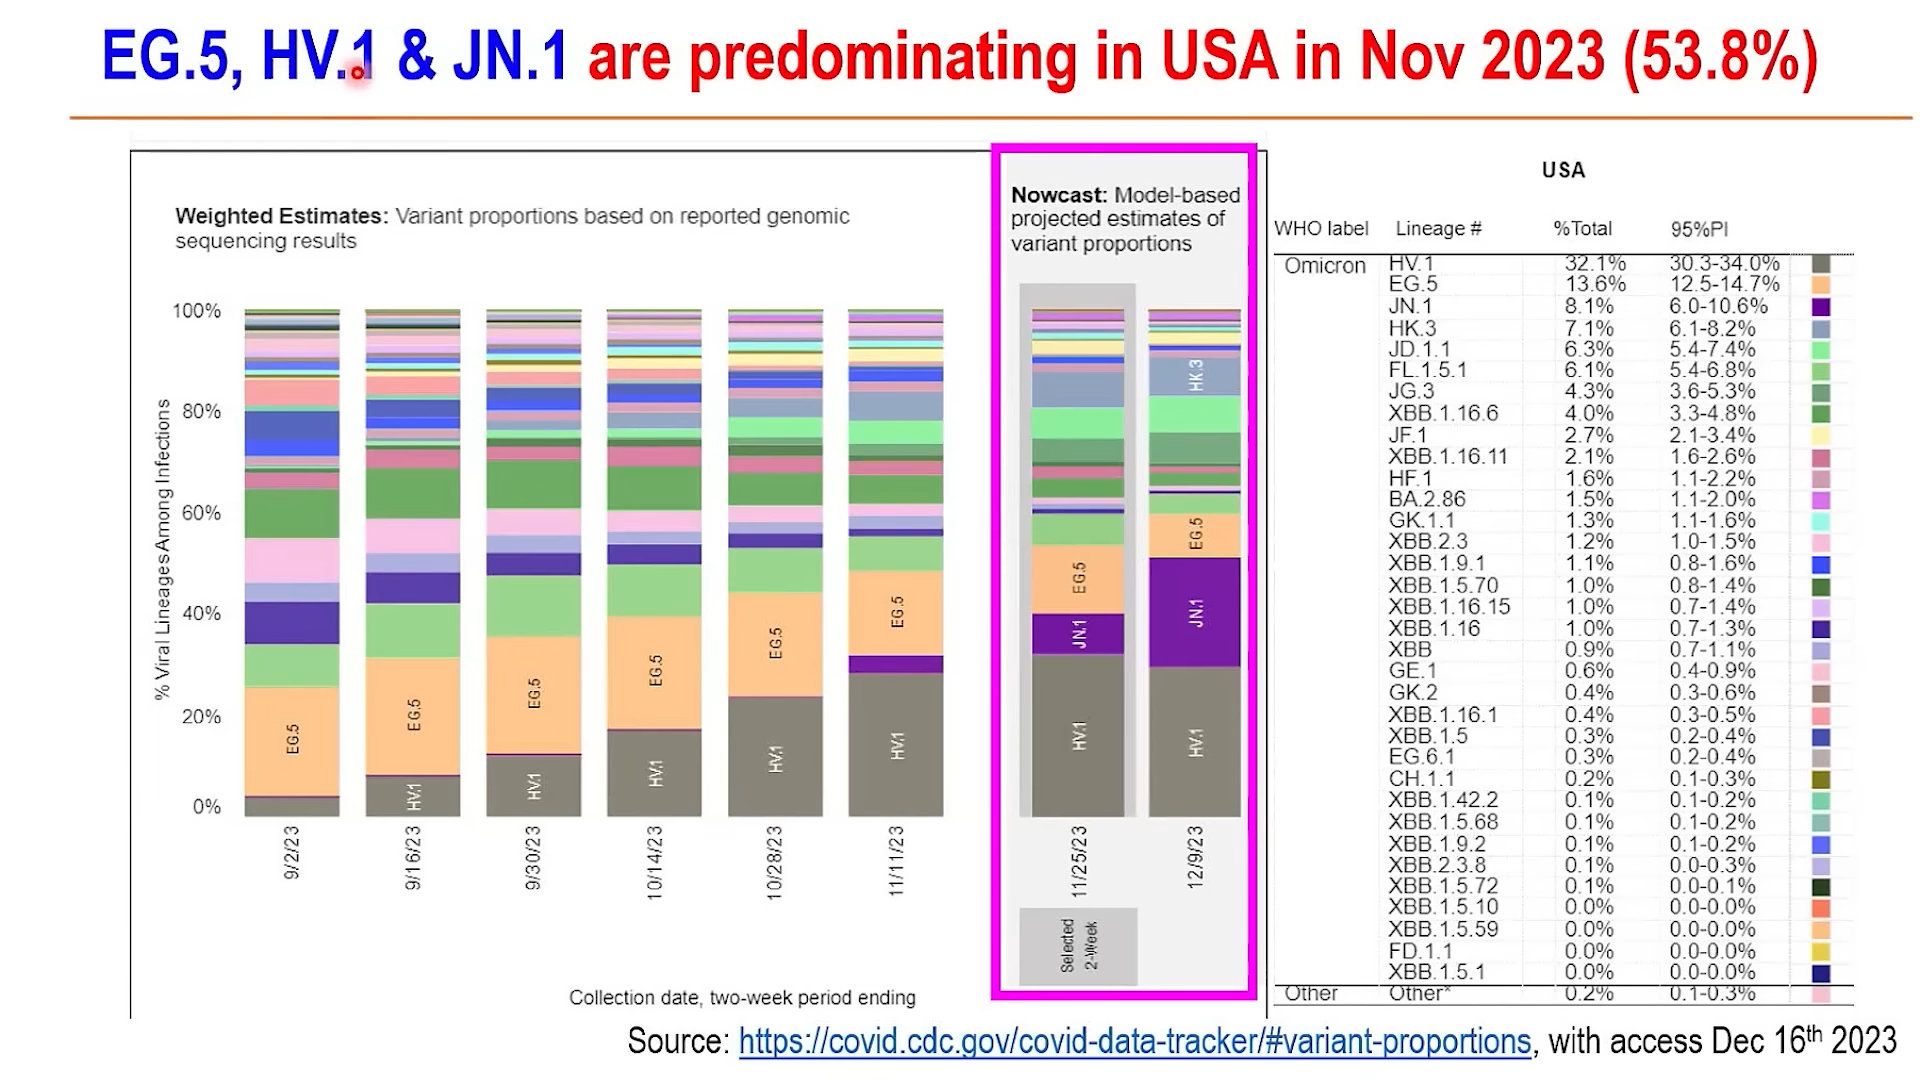 EG.5, HV.1 & JN.1 are predominating in USA in Nov 2023 (53.8%)
Weighted Estimates: Variant proportions based on reported genomic
sequencing results
Nowcast: Model-based
projected estimates of
variant proportions
% Viral Lineages Among Infections
100%
80%
60%
40%
20%
0%
EG.5
EG.5
HV.1
EG.5
HV.1
EG.5
HV.1
EG.5
HV.1
EG.5
HV.1
EG.5
JN.1
HV.1
HK.3
EG.5
JN.1
HV.1
9/2/23
9/16/23
9/30/23
10/14/23
10/28/23
11/11/23
11/25/23
12/9/23
Selected
2-Week
Collection date, two-week period ending
USA
WHO label Lineage # %Total 95%PI
Omicron HV.1 32.1% 30.3-34.0%
EG.5 13.6% 12.5-14.7%
JN.1 8.1% 6.0-10.6%
HK.3 7.1% 6.1-8.2%
JD.1.1 6.3% 5.4-7.4%
FL.1.5.1 6.1% 5.4-6.8%
JG.3 4.3% 3.6-5.3%
XBB.1.16.6 4.0% 3.3-4.8%
JF.1 2.7% 2.1-3.4%
XBB.1.16.11 2.1% 1.6-2.6%
HF.1 1.6% 1.1-2.2%
BA.2.86 1.5% 1.1-2.0%
GK.1.1 1.3% 1.1-1.6%
XBB.2.3 1.2% 1.0-1.5%
XBB.1.9.1 1.1% 0.8-1.6%
XBB.1.5.70 1.0% 0.8-1.4%
XBB.1.16.15 1.0% 0.7-1.4%
XBB.1.16 1.0% 0.7-1.3%
XBB 0.9% 0.7-1.1%
GE.1 0.6% 0.4-0.9%
GK.2 0.4% 0.3-0.6%
XBB.1.16.1 0.4% 0.3-0.5%
XBB.1.5 0.3% 0.2-0.4%
EG.6.1 0.3% 0.2-0.4%
CH.1.1 0.2% 0.1-0.3%
XBB.1.42.2 0.1% 0.1-0.2%
XBB.1.5.68 0.1% 0.1-0.2%
XBB.1.9.2 0.1% 0.1-0.2%
XBB.2.3.8 0.1% 0.0-0.3%
XBB.1.5.72 0.1% 0.0-0.1%
XBB.1.5.10 0.0% 0.0-0.0%
XBB.1.5.59 0.0% 0.0-0.0%
FD.1.1 0.0% 0.0-0.0%
XBB.1.5.1 0.0% 0.0-0.0%
Other Other* 0.2% 0.1-0.3%
Source: https://covid.cdc.gov/covid-data-tracker/#variant-proportions, with access Dec 16th 2023